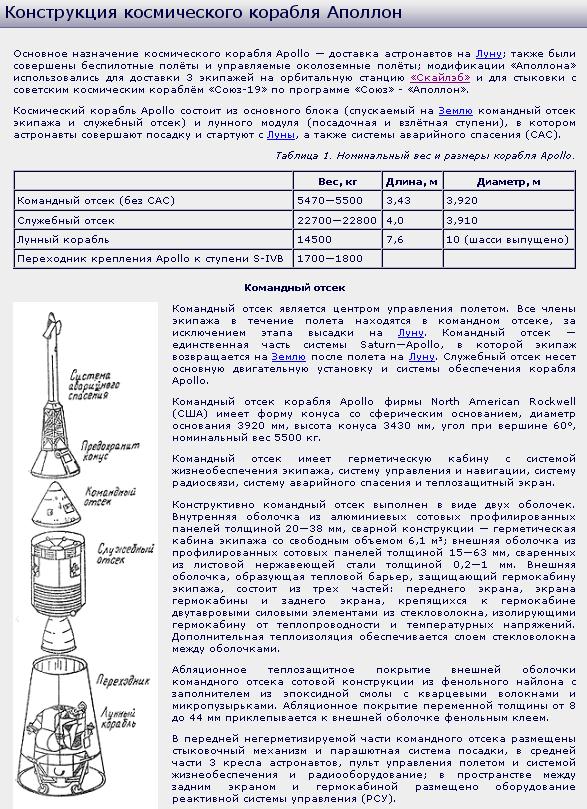 Конструкция космического корабля Аполлон
Основное назначение космического корабля Apollo — доставка астронавтов на Луну; также были
совершены беспилотные полёты и управляемые околоземные полёты; модификации «Аполлона»
использовались для доставки 3 экипажей на орбитальную станцию «Скайлэб» и для стыковки с
советским космическим кораблём «Союз-19» по программе «Союз» - «Аполлон».
Космический корабль Apollo состоит из основного блока (спускаемый на Землю командный отсек
экипажа и служебный отсек) и лунного модуля (посадочная и взлётная ступени), в котором
астронавты совершают посадку и стартуют с Луны, а также системы аварийного спасения (САС).
Таблица 1. Номинальный вес и размеры корабля Apollo.
Вес, кг Длина, м Диаметр, м
Командный отсек (без САС) 5470—5500 3,43 3,920
Служебный отсек 22700—22800 4,0 3,910
Лунный корабль 14500 7,6 10 (шасси выпущено)
Переходник крепления Apollo к ступени S-IVB 1700—1800
Командный отсек
Система
аварийного
спасения
Предохранит
конус
Командный
отсек
Служебный
отсек
Переходник
Лунный
корабль
Командный отсек является центром управления полетом. Все члены
экипажа в течение полета находятся в командном отсеке, за
исключением этапа высадки на Луну. Командный отсек —
единственная часть системы Saturn—Apollo, в которой экипаж
возвращается на Землю после полета на Луну. Служебный отсек несет
основную двигательную установку и системы обеспечения корабля
Apollo.
Командный отсек корабля Apollo фирмы North American Rockwell
(США) имеет форму конуса со сферическим основанием, диаметр
основания 3920 мм, высота конуса 3430 мм, угол при вершине 60°,
номинальный вес 5500 кг.
Командный отсек имеет герметическую кабину с системой
жизнеобеспечения экипажа, систему управления и навигации, систему
радиосвязи, систему аварийного спасения и теплозащитный экран.
Конструктивно командный отсек выполнен в виде двух оболочек.
Внутренняя оболочка из алюминиевых сотовых профилированных
панелей толщиной 20—38 мм, сварной конструкции — герметическая
кабина экипажа со свободным объемом 6,1 м³; внешняя оболочка из
профилированных сотовых панелей толщиной 15—63 мм, сваренных
из листовой нержавеющей стали толщиной 0,2—1 мм. Внешняя
оболочка, образующая тепловой барьер, защищающий гермокабину
экипажа, состоит из трех частей: переднего экрана, экрана
гермокабины и заднего экрана, крепящихся к гермокабине
двутавровыми силовыми элементами из стекловолокна, изолирующими
гермокабину от теплопроводности и температурных напряжений.
Дополнительная теплоизоляция обеспечивается слоем стекловолокна
между оболочками.
Абляционное теплозащитное покрытие внешней оболочки
командного отсека сотовой конструкции из фенольного найлона с
заполнителем из эпоксидной смолы с кварцевыми волокнами и
микропузырьками. Абляционное покрытие переменной толщины от 8
до 44 мм приклепывается к внешней оболочке фенольным клеем.
В передней негерметизируемой части командного отсека размещены
стыковочный механизм и парашютная система посадки, в средней
части 3 кресла астронавтов, пульт управления полетом и системой
жизнеобеспечения и радиооборудование; в пространстве между
задним экраном и гермокабиной размещено оборудование
реактивной системы управления (РСУ).